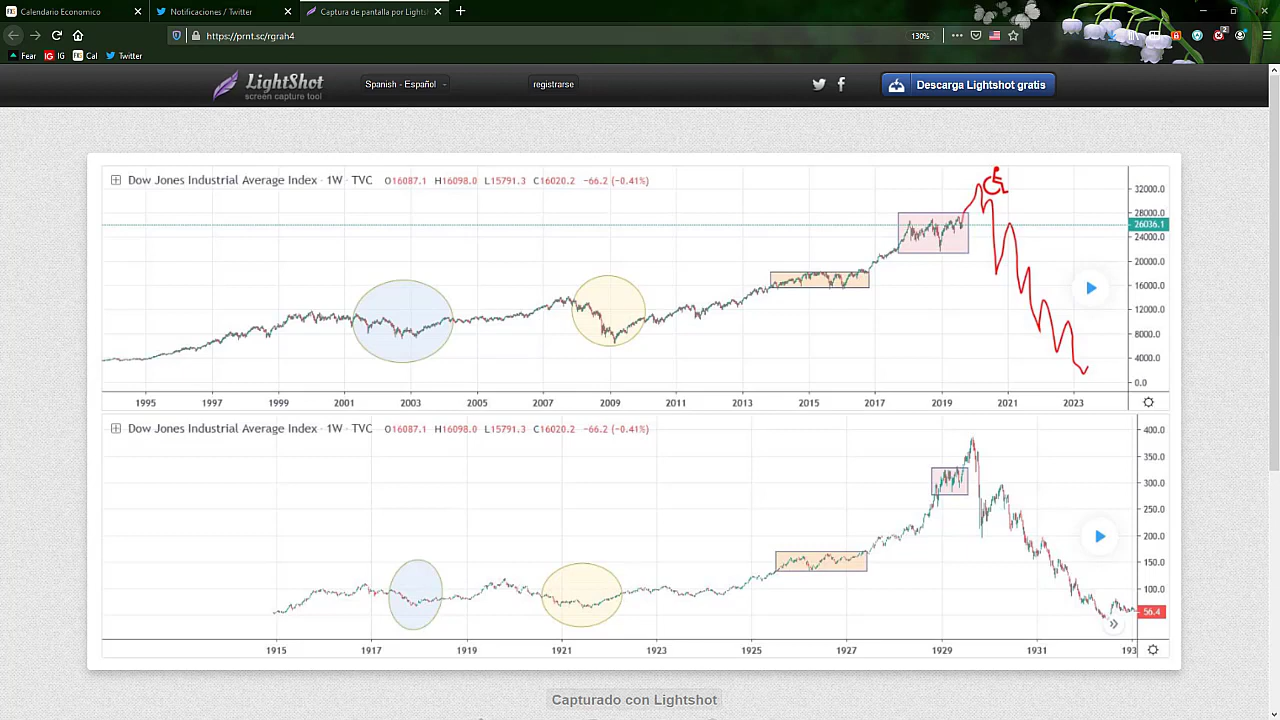 Calendario Economico
Notificaciones / Twitter
Captura de pantalla por Lightsh
https://prnt.sc/rgrah4
130%
Fear
IG IG
Cal
Twitter
LightShot
screen capture tool
Spanish - Español
registrarse
Descarga Lightshot gratis
Dow Jones Industrial Average Index · 1W · TVC O16087.1 H16098.0 L15791.3 C16020.2 -66.2 (-0.41%)
32000.0
28000.0
26036.1
24000.0
20000.0
16000.0
12000.0
8000.0
4000.0
0.0
1995 1997 1999 2001 2003 2005 2007 2009 2011 2013 2015 2017 2019 2021 2023
Dow Jones Industrial Average Index · 1W · TVC O16087.1 H16098.0 L15791.3 C16020.2 -66.2 (-0.41%)
400.0
350.0
300.0
250.0
200.0
150.0
100.0
56.4
1915 1917 1919 1921 1923 1925 1927 1929 1931 193
Capturado con Lightshot